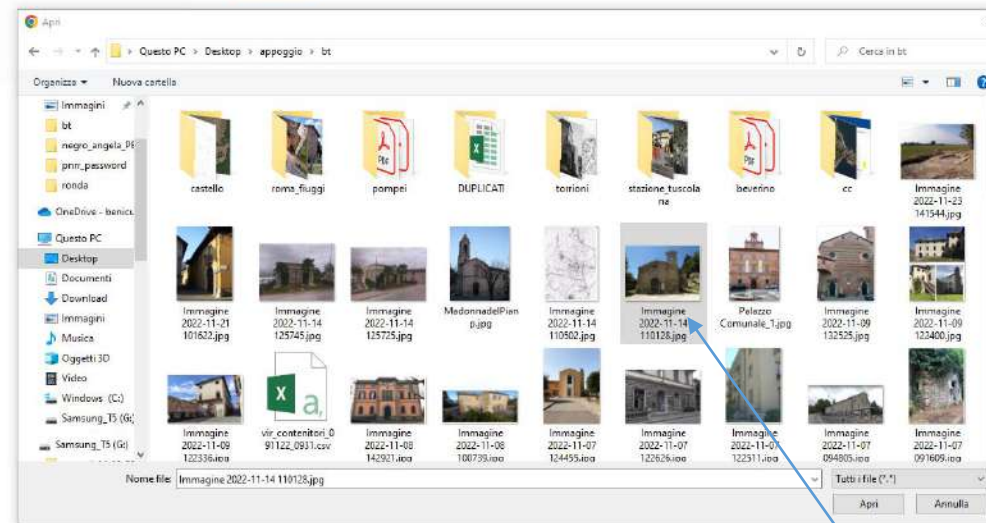 Apri
Questo PC > Desktop > appoggio > bt
Cerca in bt
Organizza
Nuova cartella
Immagini
bt
pnrr_password
ronda
Questo PC
Desktop
Documenti
Download
Immagini
Musica
Oggetti 3D
Video
Windows (C:)
Samsung_T5 (G:
Samsung_T5 (G:)
castello
roma_fiuggi
pompei
DUPLICATI
torrioni
stazione_tuscola
na
beverino
cc
Immagine
2022-11-23
141544.jpg
Immagine
2022-11-21
101622.jpg
Immagine
2022-11-14
125745.jpg
Immagine
2022-11-14
125725.jpg
MadonnadelPian
p.jpg
Immagine
2022-11-14
110502.jpg
Immagine
2022-11-14
110128.jpg
Palazzo
Comunale_1.jpg
Immagine
2022-11-09
132525.jpg
Immagine
2022-11-09
123400.jpg
Immagine
2022-11-09
122336.jpg
vir_contenitori_0
91122_0931.csv
Immagine
2022-11-08
142921.jpg
Immagine
2022-11-08
100739.jpg
Immagine
2022-11-07
124455.jpg
Immagine
2022-11-07
122626.jpg
Immagine
2022-11-07
122511.jpg
Immagine
2022-11-07
094805.jpg
Immagine
2022-11-07
091609.jpg
Nome file:
Immagine 2022-11-14 110128.jpg
Tutti i file (*.*)
Apri
Annulla